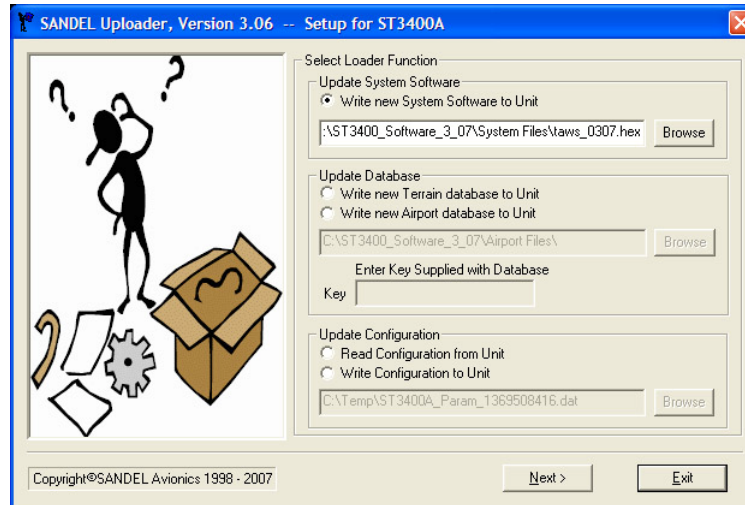 SANDEL Uploader, Version 3.06 -- Setup for ST3400A
Select Loader Function
Update System Software
Write new System Software to Unit
:\ST3400_Software_3_07\System Files\taws_0307.hex
Browse
Update Database
Write new Terrain database to Unit
Write new Airport database to Unit
C:\ST3400_Software_3_07\Airport Files\
Browse
Enter Key Supplied with Database
Key
Update Configuration
Read Configuration from Unit
Write Configuration to Unit
C:\Temp\ST3400A_Param_1369508416.dat
Browse
Copyright©SANDEL Avionics 1998 - 2007
Next >
Exit